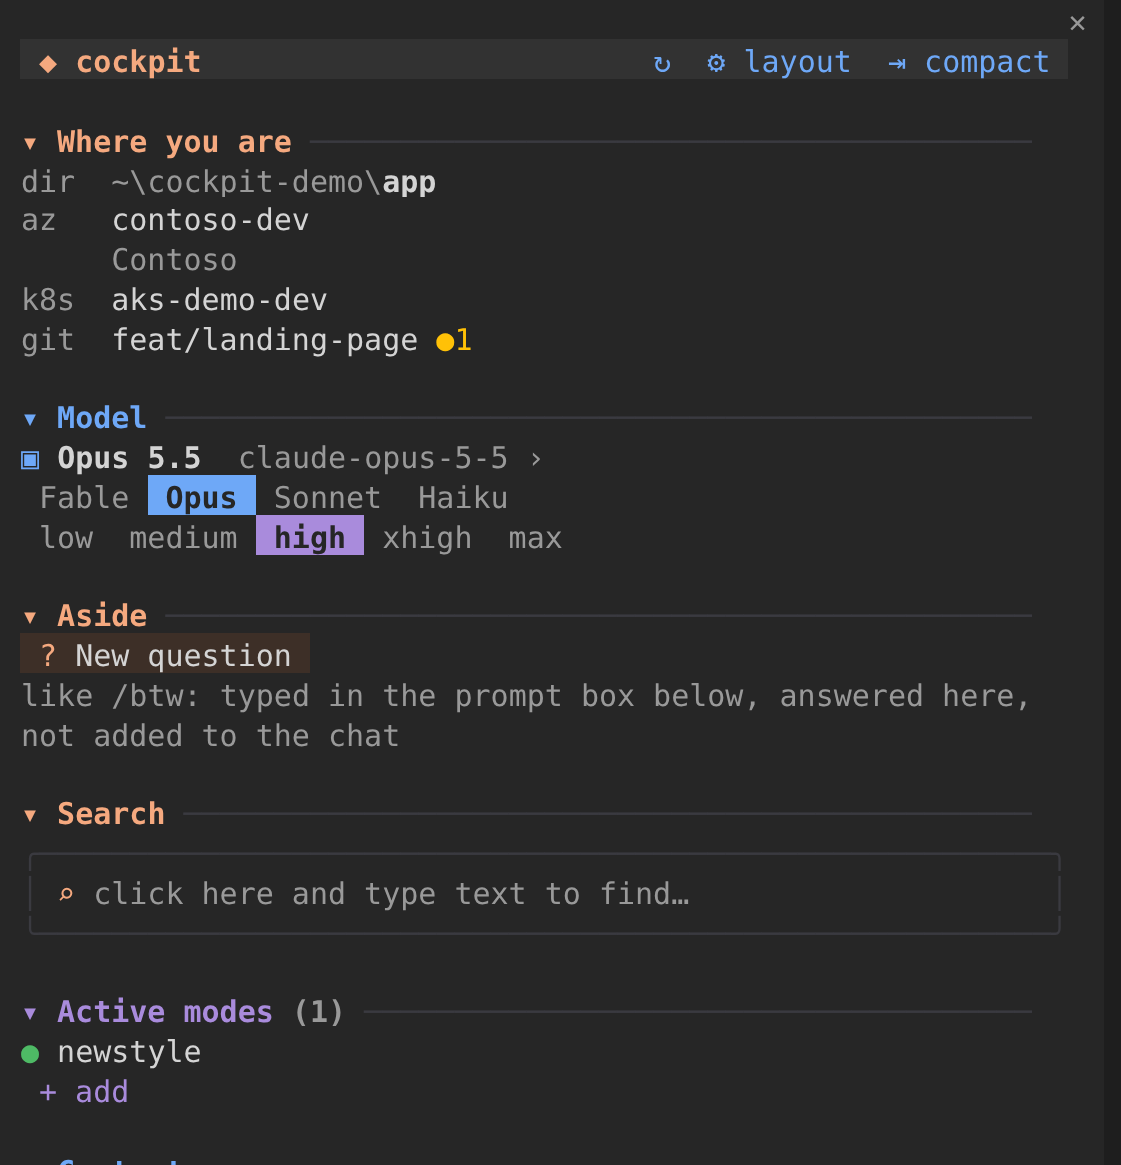 ×
◆ cockpit ↻ ⚙ layout ⇥ compact
▾ Where you are
dir ~\cockpit-demo\app
az contoso-dev
Contoso
k8s aks-demo-dev
git feat/landing-page ●1
▾ Model
▣ Opus 5.5 claude-opus-5-5 ›
Fable Opus Sonnet Haiku
low medium high xhigh max
▾ Aside
? New question
like /btw: typed in the prompt box below, answered here,
not added to the chat
▾ Search
⌕ click here and type text to find…
▾ Active modes (1)
● newstyle
+ add